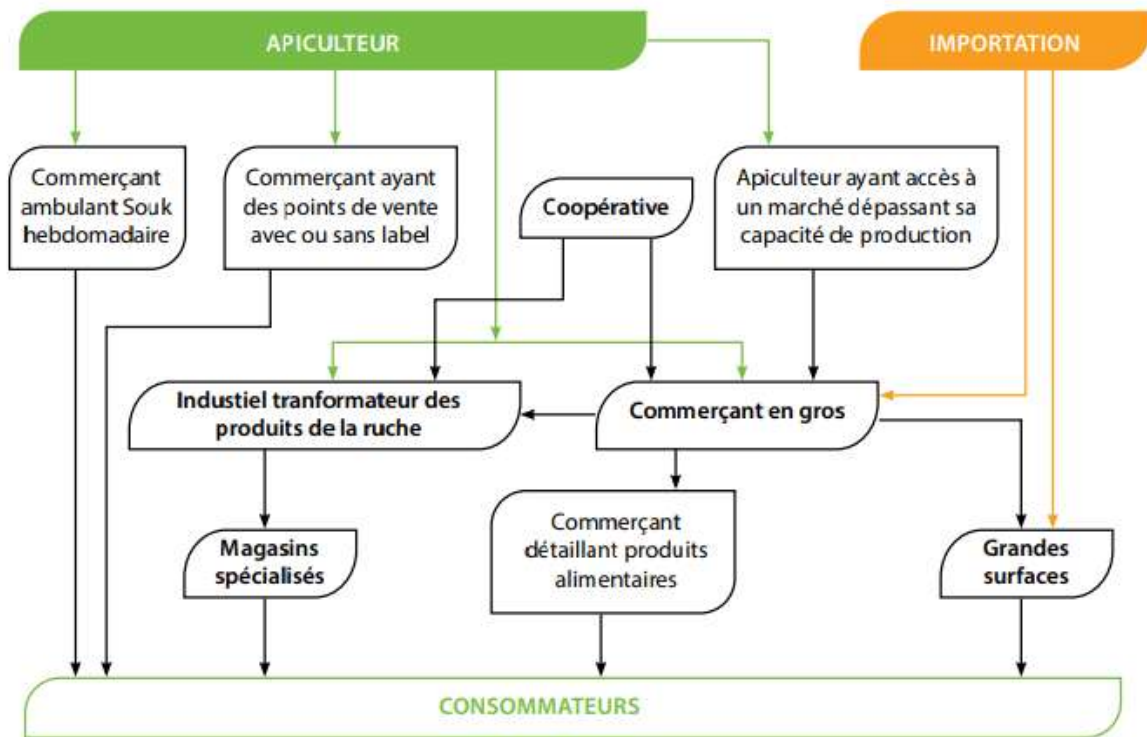 APICULTEUR
IMPORTATION
Commerçant
ambulant Souk
hebdomadaire
Commerçant ayant
des points de vente
avec ou sans label
Coopérative
Apiculteur ayant accès à
un marché dépassant sa
capacité de production
Industiel tranformateur des
produits de la ruche
Commerçant en gros
Magasins
spécialisés
Commerçant
détaillant produits
alimentaires
Grandes
surfaces
CONSOMMATEURS